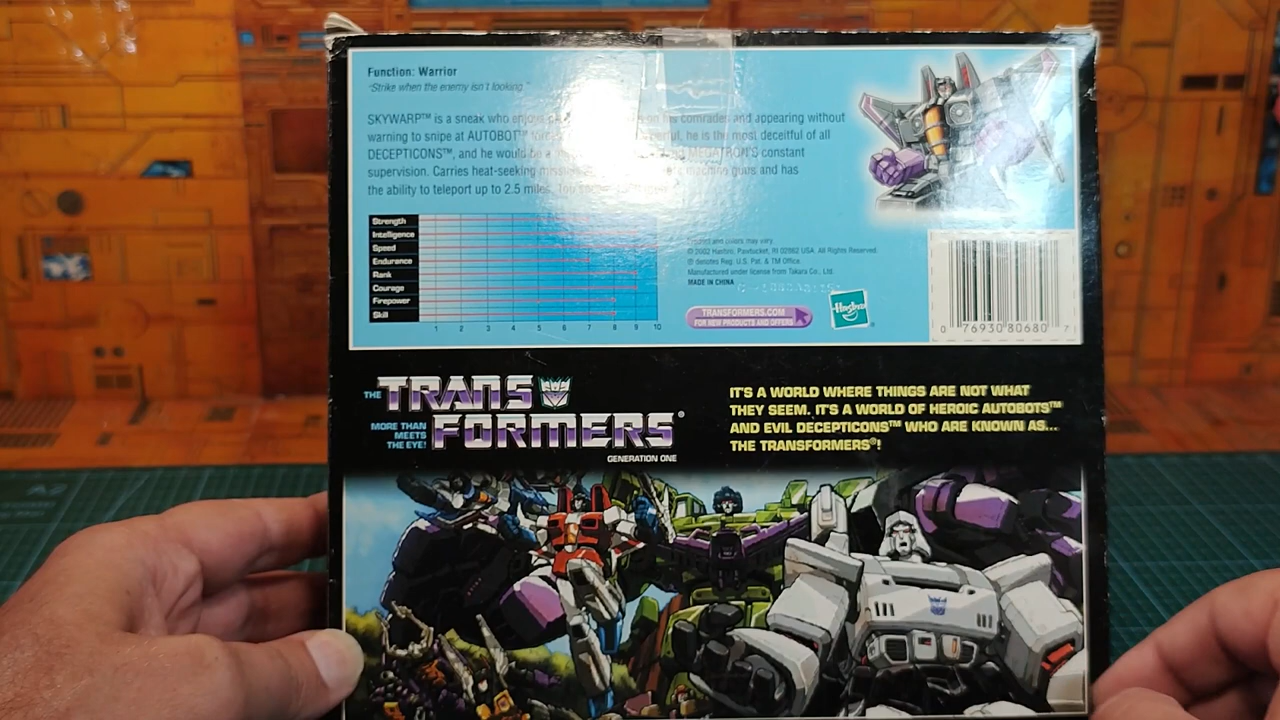 Function: Warrior
"Strike when the enemy isn't looking."
SKYWARP™ is a sneak who enjoys on his comrades and appearing without
warning to snipe at AUTOBOT™ he is the most deceitful of all
DECEPTICONS™, and he would be MEGATRON'S constant
supervision. Carries heat-seeking machine guns and has
the ability to teleport up to 2.5 miles.
Strength
Intelligence
Speed
Endurance
Rank
Courage
Firepower
Skill
1 2 3 4 5 6 7 8 9 10
and colors may vary.
© 2002 Hasbro, Pawtucket, RI 02862 USA. All Rights Reserved.
® denotes Reg. U.S. Pat. & TM Office.
Manufactured under license from Takara Co., Ltd.
MADE IN CHINA
TRANSFORMERS.COM
FOR NEW PRODUCTS AND OFFERS
Hasbro
0 76930 80680 7
THE TRANSFORMERS®
MORE THAN
MEETS
THE EYE!
GENERATION ONE
IT'S A WORLD WHERE THINGS ARE NOT WHAT
THEY SEEM. IT'S A WORLD OF HEROIC AUTOBOTS™
AND EVIL DECEPTICONS™ WHO ARE KNOWN AS...
THE TRANSFORMERS®!